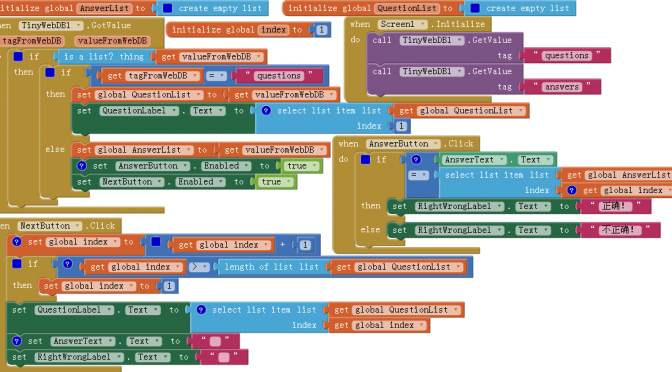 initialize global AnswerList to create empty list
initialize global QuestionList to create empty list
when TinyWebDB1 .GotValue
tagFromWebDB valueFromWebDB
initialize global index to 1
if is a list? thing get valueFromWebDB
then if get tagFromWebDB = " questions "
then set global QuestionList to get valueFromWebDB
set QuestionLabel . Text to select list item list get global QuestionList
index 1
else set global AnswerList to get valueFromWebDB
set AnswerButton . Enabled to true
set NextButton . Enabled to true
when Screen1 .Initialize
do call TinyWebDB1 .GetValue
tag " questions "
call TinyWebDB1 .GetValue
tag " answers "
when AnswerButton .Click
do if AnswerText . Text
= select list item list get global AnswerList
index get global index
then set RightWrongLabel . Text to " 正确! "
else set RightWrongLabel . Text to " 不正确! "
when NextButton .Click
set global index to get global index + 1
if get global index > length of list list get global QuestionList
then set global index to 1
set QuestionLabel . Text to select list item list get global QuestionList
index get global index
set AnswerText . Text to " "
set RightWrongLabel . Text to " "